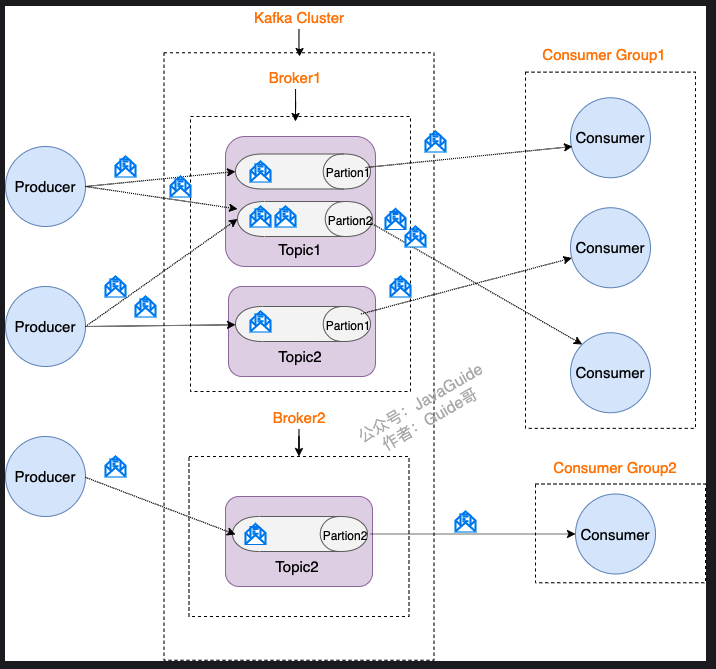 Kafka Cluster
Broker1
Consumer Group1
Producer
Partion1
Partion2
Topic1
Consumer
Consumer
Producer
Partion1
Topic2
Consumer
公众号：JavaGuide
作者：Guide哥
Broker2
Producer
Partion2
Topic2
Consumer Group2
Consumer